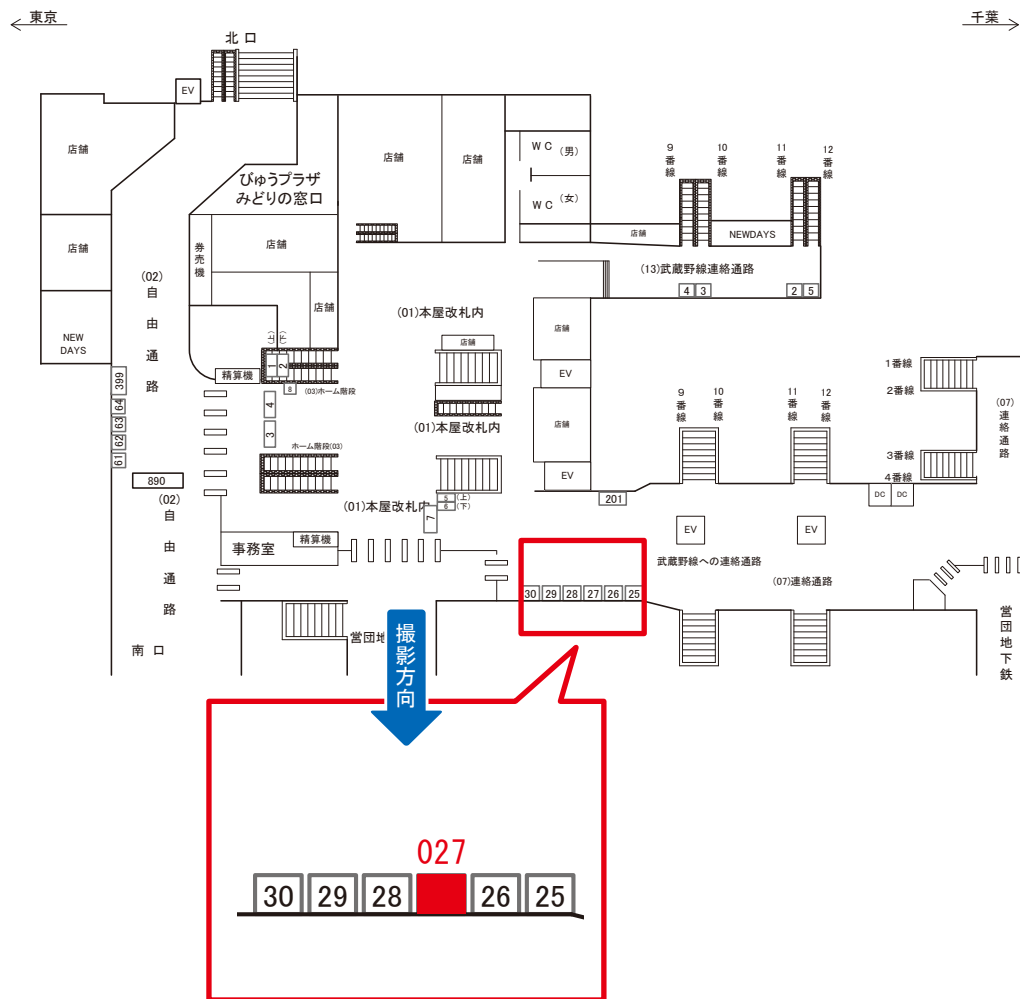 東京
千葉
北口
EV
店舗
店舗
店舗
WC (男)
WC (女)
9番線
10番線
11番線
12番線
びゅうプラザ
みどりの窓口
店舗
NEWDAYS
店舗
店舗
券売機
(02)自由通路
(13)武蔵野線連絡通路
4
3
2
5
店舗
(01)本屋改札内
NEW
DAYS
(上)
(下)
店舗
店舗
1
2
精算機
8
(03)ホーム階段
EV
1番線
2番線
399
64
63
62
61
4
3
9番線
10番線
11番線
12番線
(07)連絡通路
店舗
(01)本屋改札内
ホーム階段(03)
3番線
4番線
890
EV
DC
DC
(02)自由通路
(01)本屋改札内
5
(上)
6
(下)
7
201
EV
EV
事務室
精算機
武蔵野線への連絡通路
(07)連絡通路
30
29
28
27
26
25
南口
営団地
営団地下鉄
撮影方向
027
30
29
28
26
25